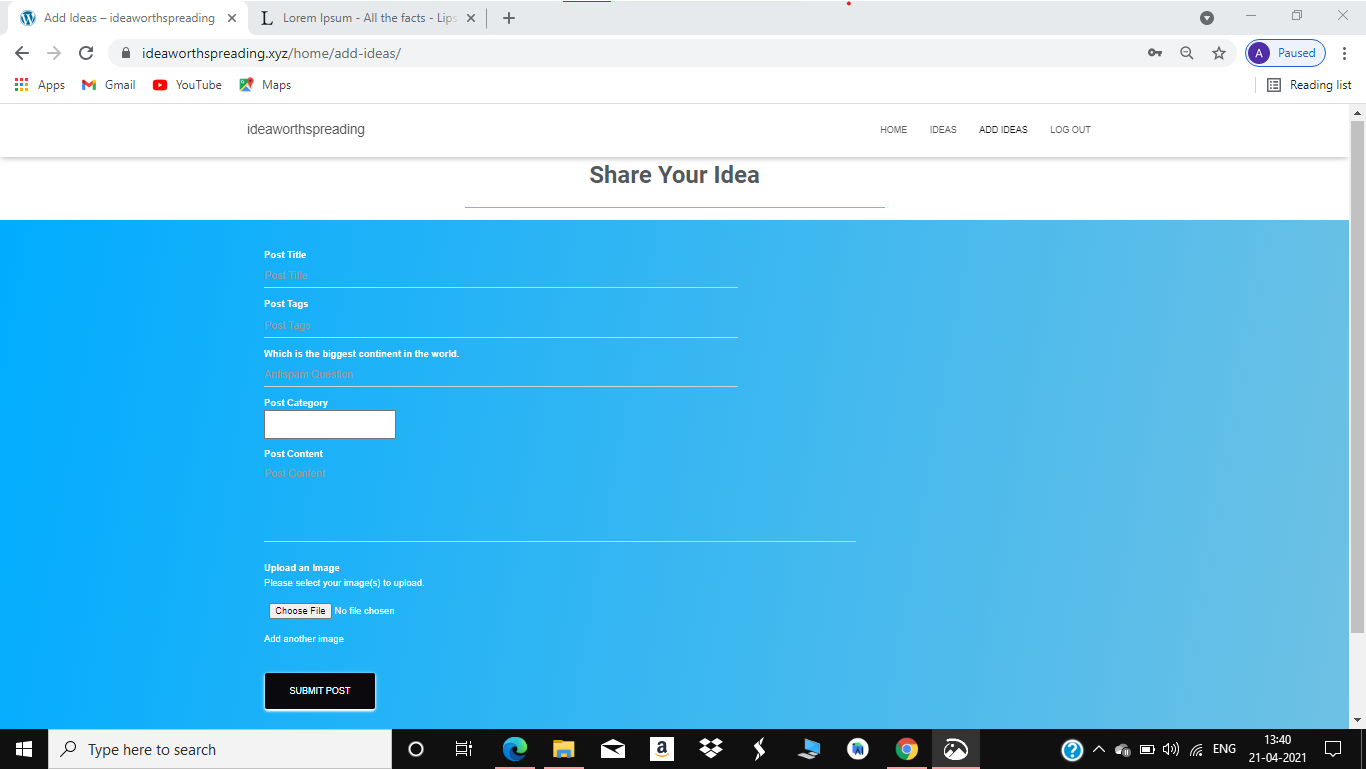 Add Ideas – ideaworthspreading
Lorem Ipsum - All the facts - Lips
ideaworthspreading.xyz/home/add-ideas/
A Paused
Apps Gmail YouTube Maps Reading list
ideaworthspreading HOME IDEAS ADD IDEAS LOG OUT
Share Your Idea
Post Title
Post Title
Post Tags
Post Tags
Which is the biggest continent in the world.
Antispam Question
Post Category
Post Content
Post Content
Upload an Image
Please select your image(s) to upload.
Choose File No file chosen
Add another image
SUBMIT POST
Type here to search
ENG
13:40
21-04-2021